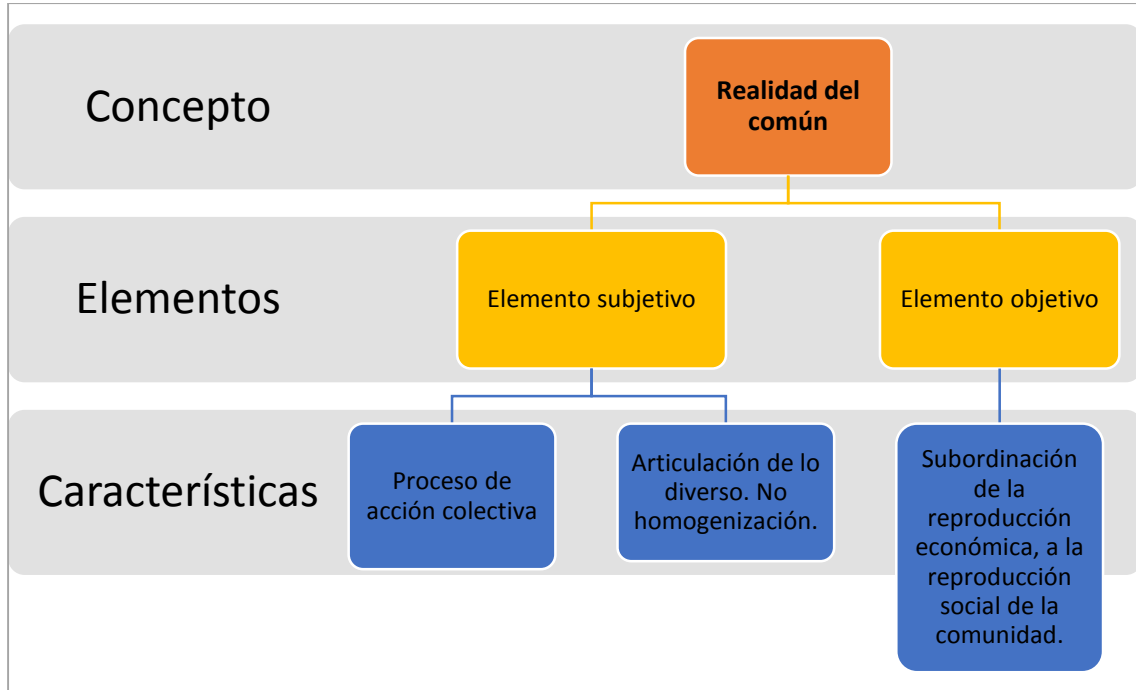 Concepto
Realidad del
común
Elementos
Elemento subjetivo
Elemento objetivo
Características
Proceso de
acción colectiva
Articulación de lo
diverso. No
homogenización.
Subordinación
de la
reproducción
económica, a la
reproducción
social de la
comunidad.